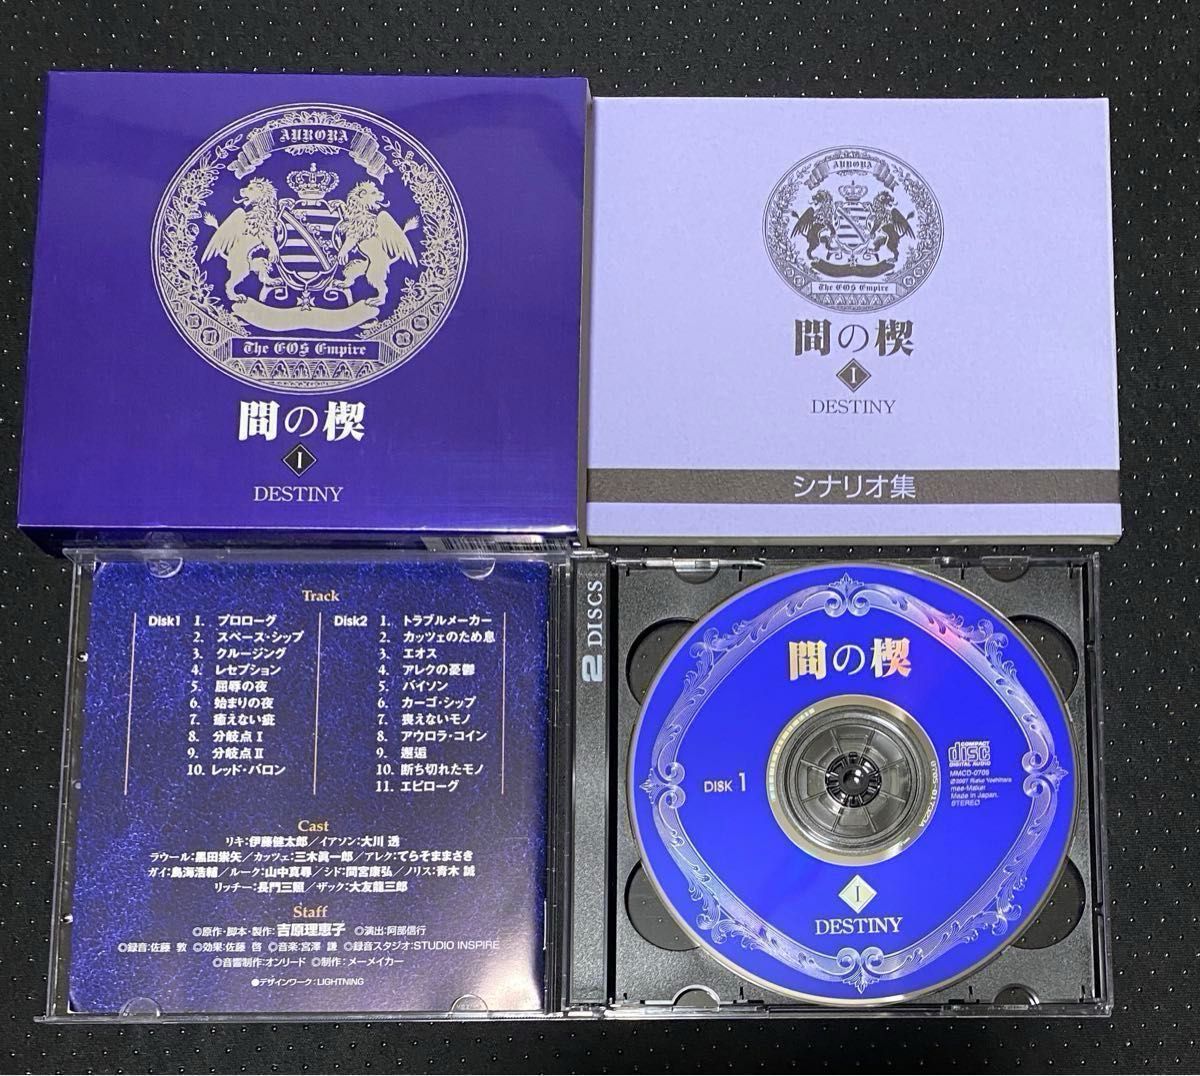 AURORA
The EOS Empire
間の楔
I
DESTINY
AURORA
The EOS Empire
間の楔
I
DESTINY
シナリオ集
Track
Disk1
1. プロローグ
2. スペース・シップ
3. クルージング
4. レセプション
5. 屈辱の夜
6. 始まりの夜
7. 癒えない疵
8. 分岐点 I
9. 分岐点 II
10. レッド・バロン
Disk2
1. トラブルメーカー
2. カッツェのため息
3. エオス
4. アレクの憂鬱
5. バイソン
6. カーゴ・シップ
7. 喪えないモノ
8. アウロラ・コイン
9. 邂逅
10. 断ち切れたモノ
11. エピローグ
Cast
リキ：伊藤健太郎／イアソン：大川 透
ラウール：黒田崇矢／カッツェ：三木眞一郎／アレク：てらそままさき
ガイ：鳥海浩輔／ルーク：山中真尋／シド：間宮康弘／ノリス：青木 誠
リッチー：長門三照／ザック：大友龍三郎
Staff
◎原作・脚本・製作：吉原理恵子 ◎演出：阿部信行
◎録音：佐藤 敦 ◎効果：佐藤 啓 ◎音楽：宮澤 謙 ◎録音スタジオ：STUDIO INSPIRE
◎音響制作：オンリード ◎制作：メーメイカー
●デザインワーク：LIGHTNING
2 DISCS
間の楔
DISK 1
COMPACT
disc
DIGITAL AUDIO
MMCD-0705
©2007 Rieko Yoshihara
mee-Maker
Made in Japan.
STEREO
I
DESTINY